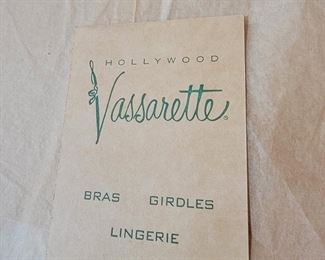 HOLLYWOOD
Vassarette®
BRAS GIRDLES
LINGERIE